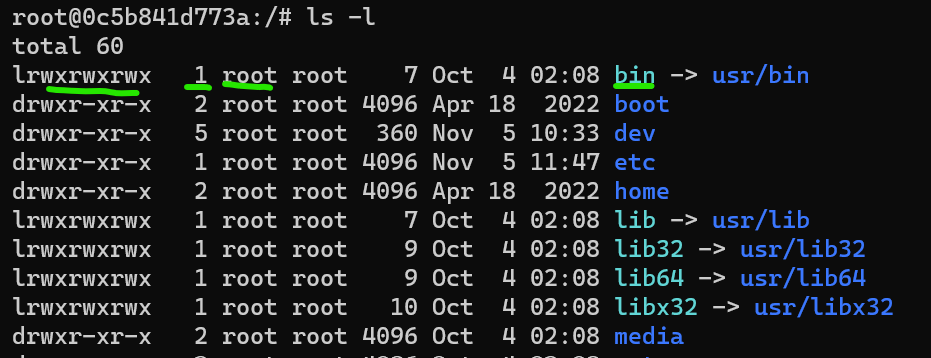 root@0c5b841d773a:/# ls -l
total 60
lrwxrwxrwx   1 root root    7 Oct  4 02:08 bin -> usr/bin
drwxr-xr-x   2 root root 4096 Apr 18  2022 boot
drwxr-xr-x   5 root root  360 Nov  5 10:33 dev
drwxr-xr-x   1 root root 4096 Nov  5 11:47 etc
drwxr-xr-x   2 root root 4096 Apr 18  2022 home
lrwxrwxrwx   1 root root    7 Oct  4 02:08 lib -> usr/lib
lrwxrwxrwx   1 root root    9 Oct  4 02:08 lib32 -> usr/lib32
lrwxrwxrwx   1 root root    9 Oct  4 02:08 lib64 -> usr/lib64
lrwxrwxrwx   1 root root   10 Oct  4 02:08 libx32 -> usr/libx32
drwxr-xr-x   2 root root 4096 Oct  4 02:08 media